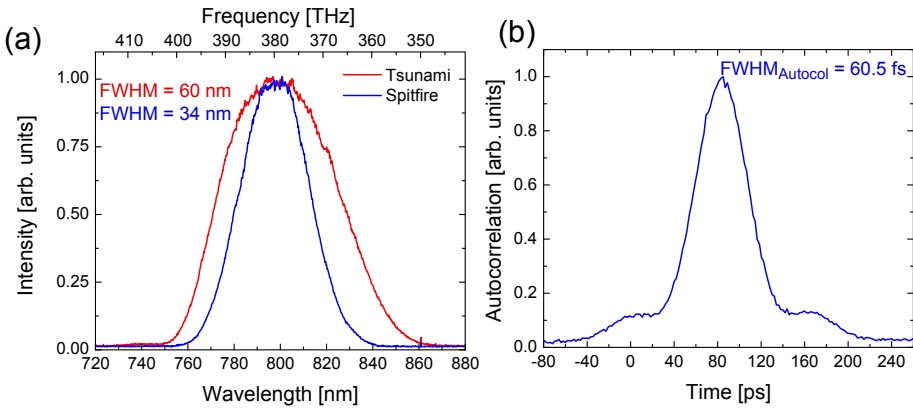 (a)
Frequency [THz]
410 400 390 380 370 360 350
FWHM = 60 nm
FWHM = 34 nm
Tsunami
Spitfire
1.00
0.75
0.50
0.25
0.00
Intensity [arb. units]
720 740 760 780 800 820 840 860 880
Wavelength [nm]
(b)
FWHM_Autocol = 60.5 fs
1.0
0.8
0.6
0.4
0.2
0.0
Autocorrelation [arb. units]
-80 -40 0 40 80 120 160 200 240
Time [ps]